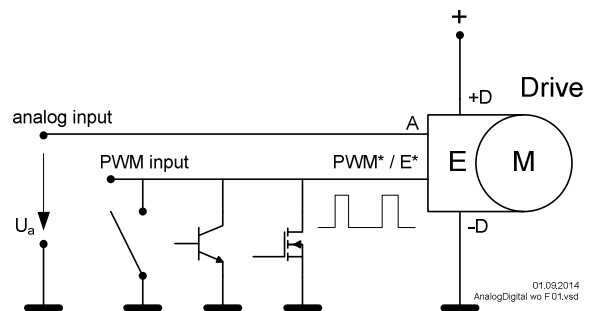 +
+D
Drive
analog input
A
PWM input
PWM* / E*
E
M
Ua
-D
01.09.2014
AnalogDigital wo F 01.vsd